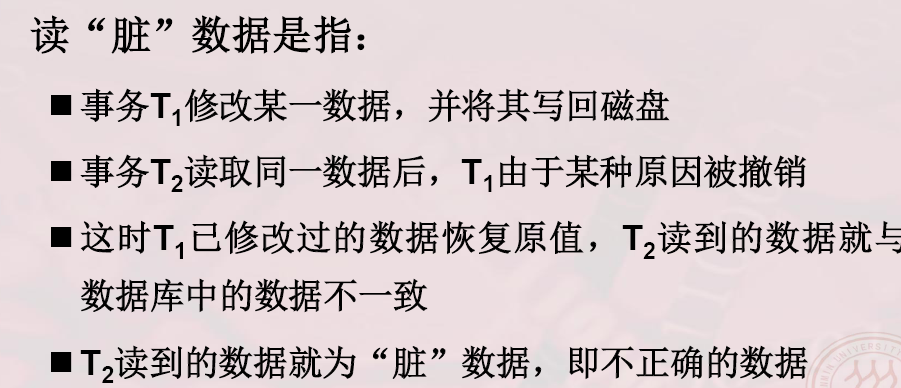 读“脏”数据是指：
■ 事务T1修改某一数据，并将其写回磁盘
■ 事务T2读取同一数据后，T1由于某种原因被撤销
■ 这时T1已修改过的数据恢复原值，T2读到的数据就与
数据库中的数据不一致
■ T2读到的数据就为“脏”数据，即不正确的数据